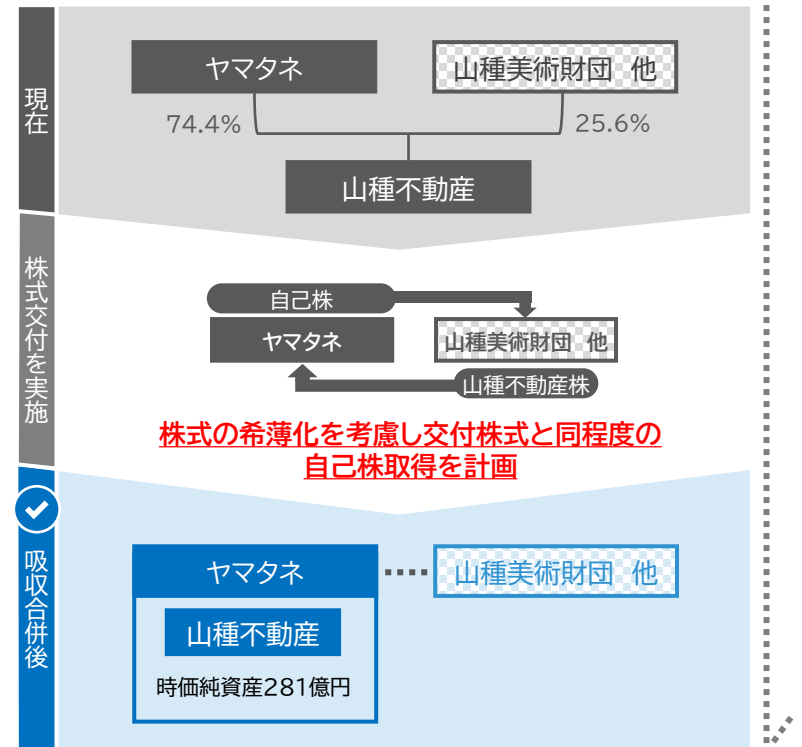 現在
ヤマタネ
山種美術財団 他
74.4%
25.6%
山種不動産
株式交付を実施
自己株
ヤマタネ
山種美術財団 他
山種不動産株
株式の希薄化を考慮し交付株式と同程度の
自己株取得を計画
吸収合併後
ヤマタネ
山種美術財団 他
山種不動産
時価純資産281億円